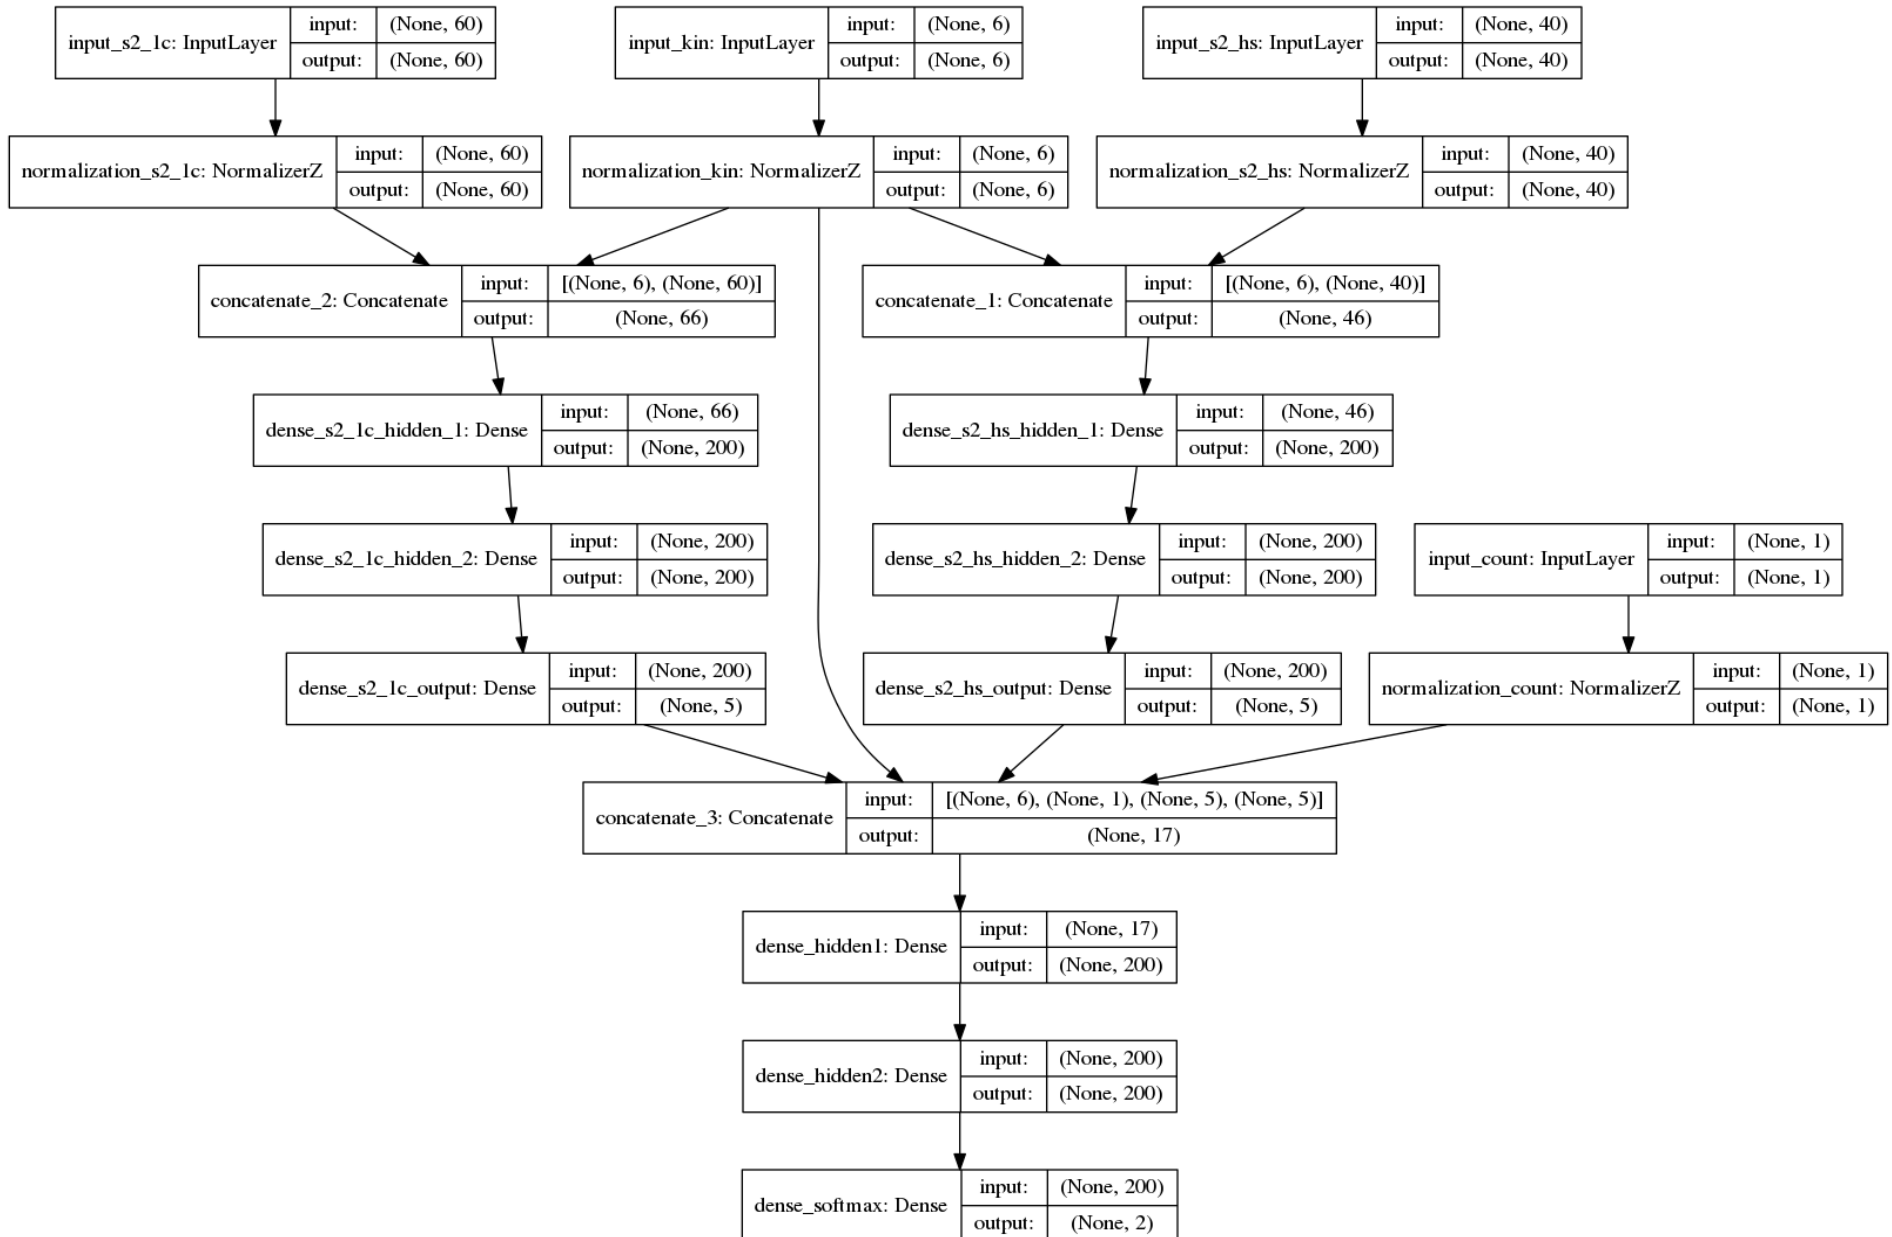 input_s2_1c: InputLayer input: (None, 60) output: (None, 60)
input_kin: InputLayer input: (None, 6) output: (None, 6)
input_s2_hs: InputLayer input: (None, 40) output: (None, 40)
normalization_s2_1c: NormalizerZ input: (None, 60) output: (None, 60)
normalization_kin: NormalizerZ input: (None, 6) output: (None, 6)
normalization_s2_hs: NormalizerZ input: (None, 40) output: (None, 40)
concatenate_2: Concatenate input: [(None, 6), (None, 60)] output: (None, 66)
concatenate_1: Concatenate input: [(None, 6), (None, 40)] output: (None, 46)
dense_s2_1c_hidden_1: Dense input: (None, 66) output: (None, 200)
dense_s2_hs_hidden_1: Dense input: (None, 46) output: (None, 200)
dense_s2_1c_hidden_2: Dense input: (None, 200) output: (None, 200)
dense_s2_hs_hidden_2: Dense input: (None, 200) output: (None, 200)
input_count: InputLayer input: (None, 1) output: (None, 1)
dense_s2_1c_output: Dense input: (None, 200) output: (None, 5)
dense_s2_hs_output: Dense input: (None, 200) output: (None, 5)
normalization_count: NormalizerZ input: (None, 1) output: (None, 1)
concatenate_3: Concatenate input: [(None, 6), (None, 1), (None, 5), (None, 5)] output: (None, 17)
dense_hidden1: Dense input: (None, 17) output: (None, 200)
dense_hidden2: Dense input: (None, 200) output: (None, 200)
dense_softmax: Dense input: (None, 200) output: (None, 2)